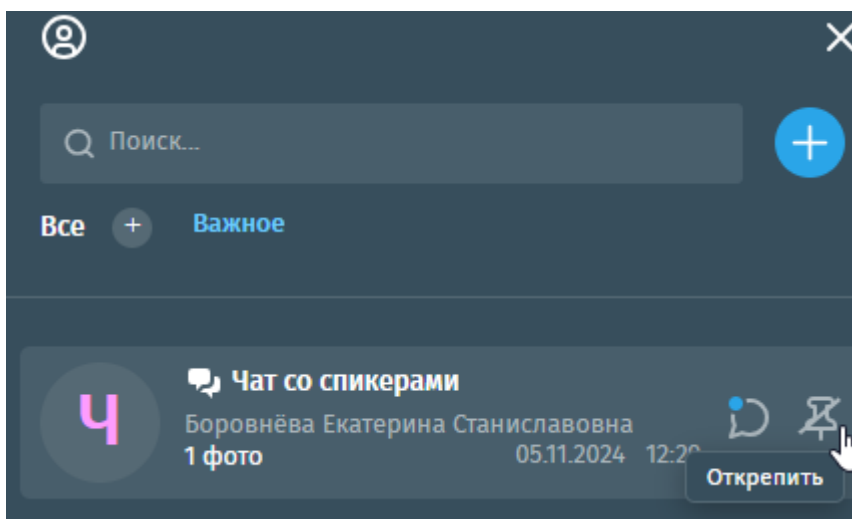 Поиск...
Все + Важное
Ч
Чат со спикерами
Боровнёва Екатерина Станиславовна
1 фото 05.11.2024
Открепить